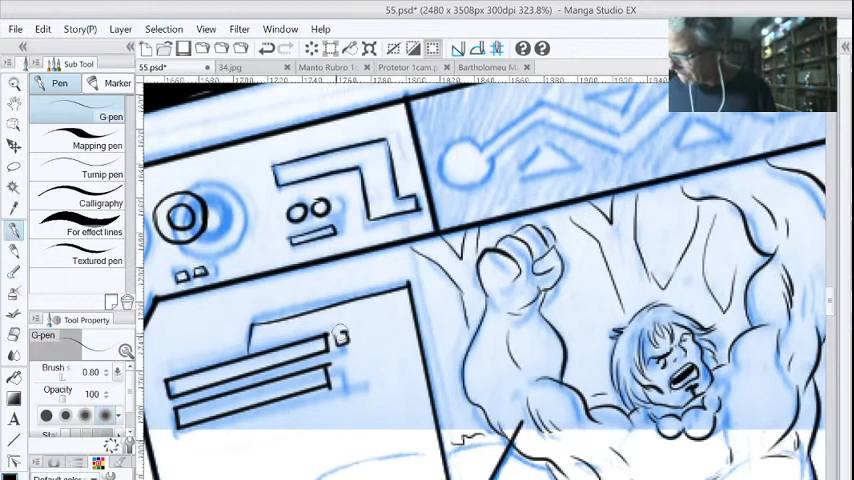 55.psd* (2480 x 3508px 300dpi 323.8%) - Manga Studio EX
File Edit Story(P) Layer Selection View Filter Window Help
Sub Tool
55.psd* 34.jpg Manto Rubro 1c Protetor 1cam.p Bartholomeu M
Pen Marker
G-pen
Mapping pen
Turnip pen
Calligraphy
For effect lines
Textured pen
Tool Property
G-pen
Brush s 0.80
Opacity 100
Default color